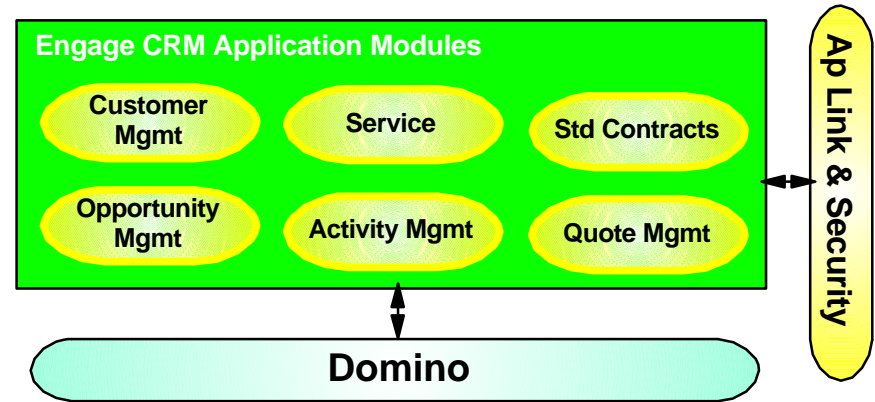 Engage CRM Application Modules
Customer
Mgmt
Service
Std Contracts
Opportunity
Mgmt
Activity Mgmt
Quote Mgmt
Ap Link & Security
Domino